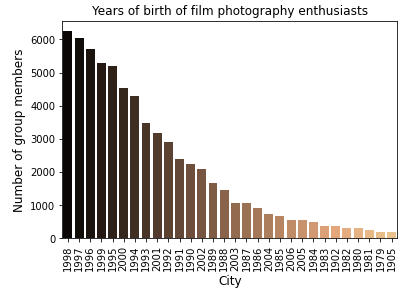 Years of birth of film photography enthusiasts
Number of group members
6000
5000
4000
3000
2000
1000
0
1998 1997 1996 1999 1995 2000 1994 1993 2001 1992 1991 1990 2002 1989 1988 2003 1987 1986 2004 1985 2006 2005 1984 1983 1902 1982 1980 1981 1979 1905
City